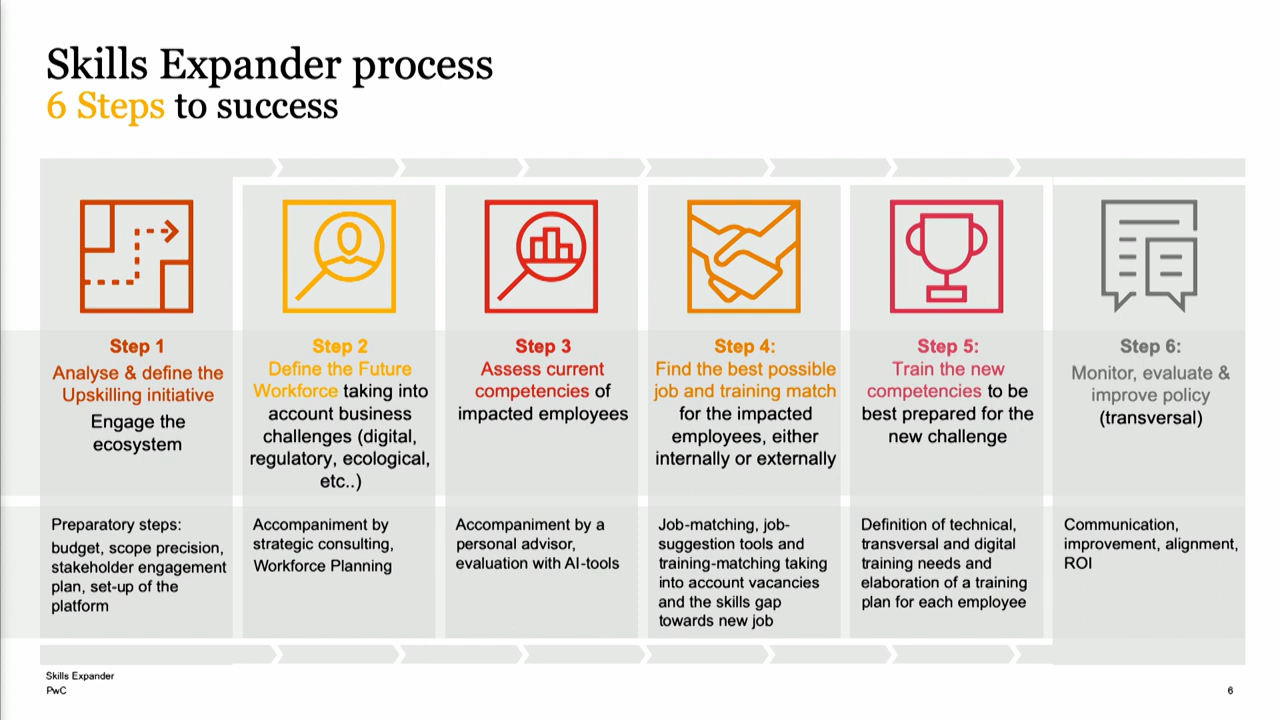 Skills Expander process
6 Steps to success
Step 1
Analyse & define the
Upskilling initiative
Engage the
ecosystem
Step 2
Define the Future
Workforce taking into
account business
challenges (digital,
regulatory, ecological,
etc..)
Step 3
Assess current
competencies of
impacted employees
Step 4:
Find the best possible
job and training match
for the impacted
employees, either
internally or externally
Step 5:
Train the new
competencies to be
best prepared for the
new challenge
Step 6:
Monitor, evaluate &
improve policy
(transversal)
Preparatory steps:
budget, scope precision,
stakeholder engagement
plan, set-up of the
platform
Accompaniment by
strategic consulting,
Workforce Planning
Accompaniment by a
personal advisor,
evaluation with AI-tools
Job-matching, job-
suggestion tools and
training-matching taking
into account vacancies
and the skills gap
towards new job
Definition of technical,
transversal and digital
training needs and
elaboration of a training
plan for each employee
Communication,
improvement, alignment,
ROI
Skills Expander
PwC
6